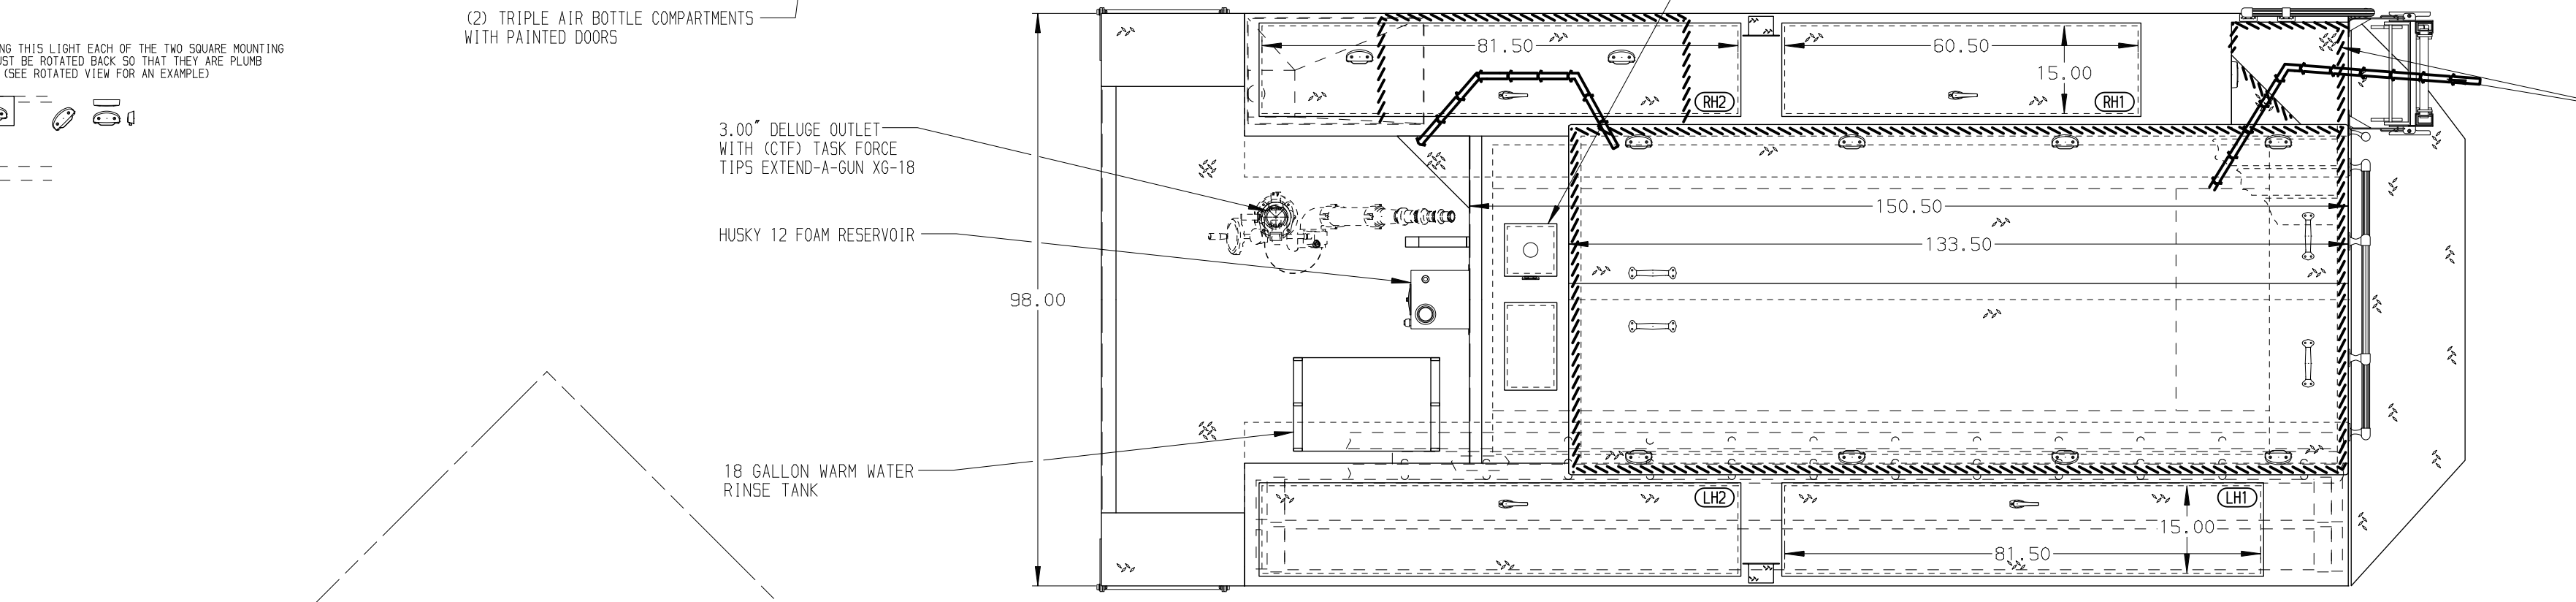 (2) TRIPLE AIR BOTTLE COMPARTMENTS
WITH PAINTED DOORS
NG THIS LIGHT EACH OF THE TWO SQUARE MOUNTING
UST BE ROTATED BACK SO THAT THEY ARE PLUMB
(SEE ROTATED VIEW FOR AN EXAMPLE)
3.00" DELUGE OUTLET
WITH (CTF) TASK FORCE
TIPS EXTEND-A-GUN XG-18
HUSKY 12 FOAM RESERVOIR
18 GALLON WARM WATER
RINSE TANK
98.00
81.50
60.50
15.00
RH2
RH1
150.50
133.50
LH2
LH1
15.00
81.50